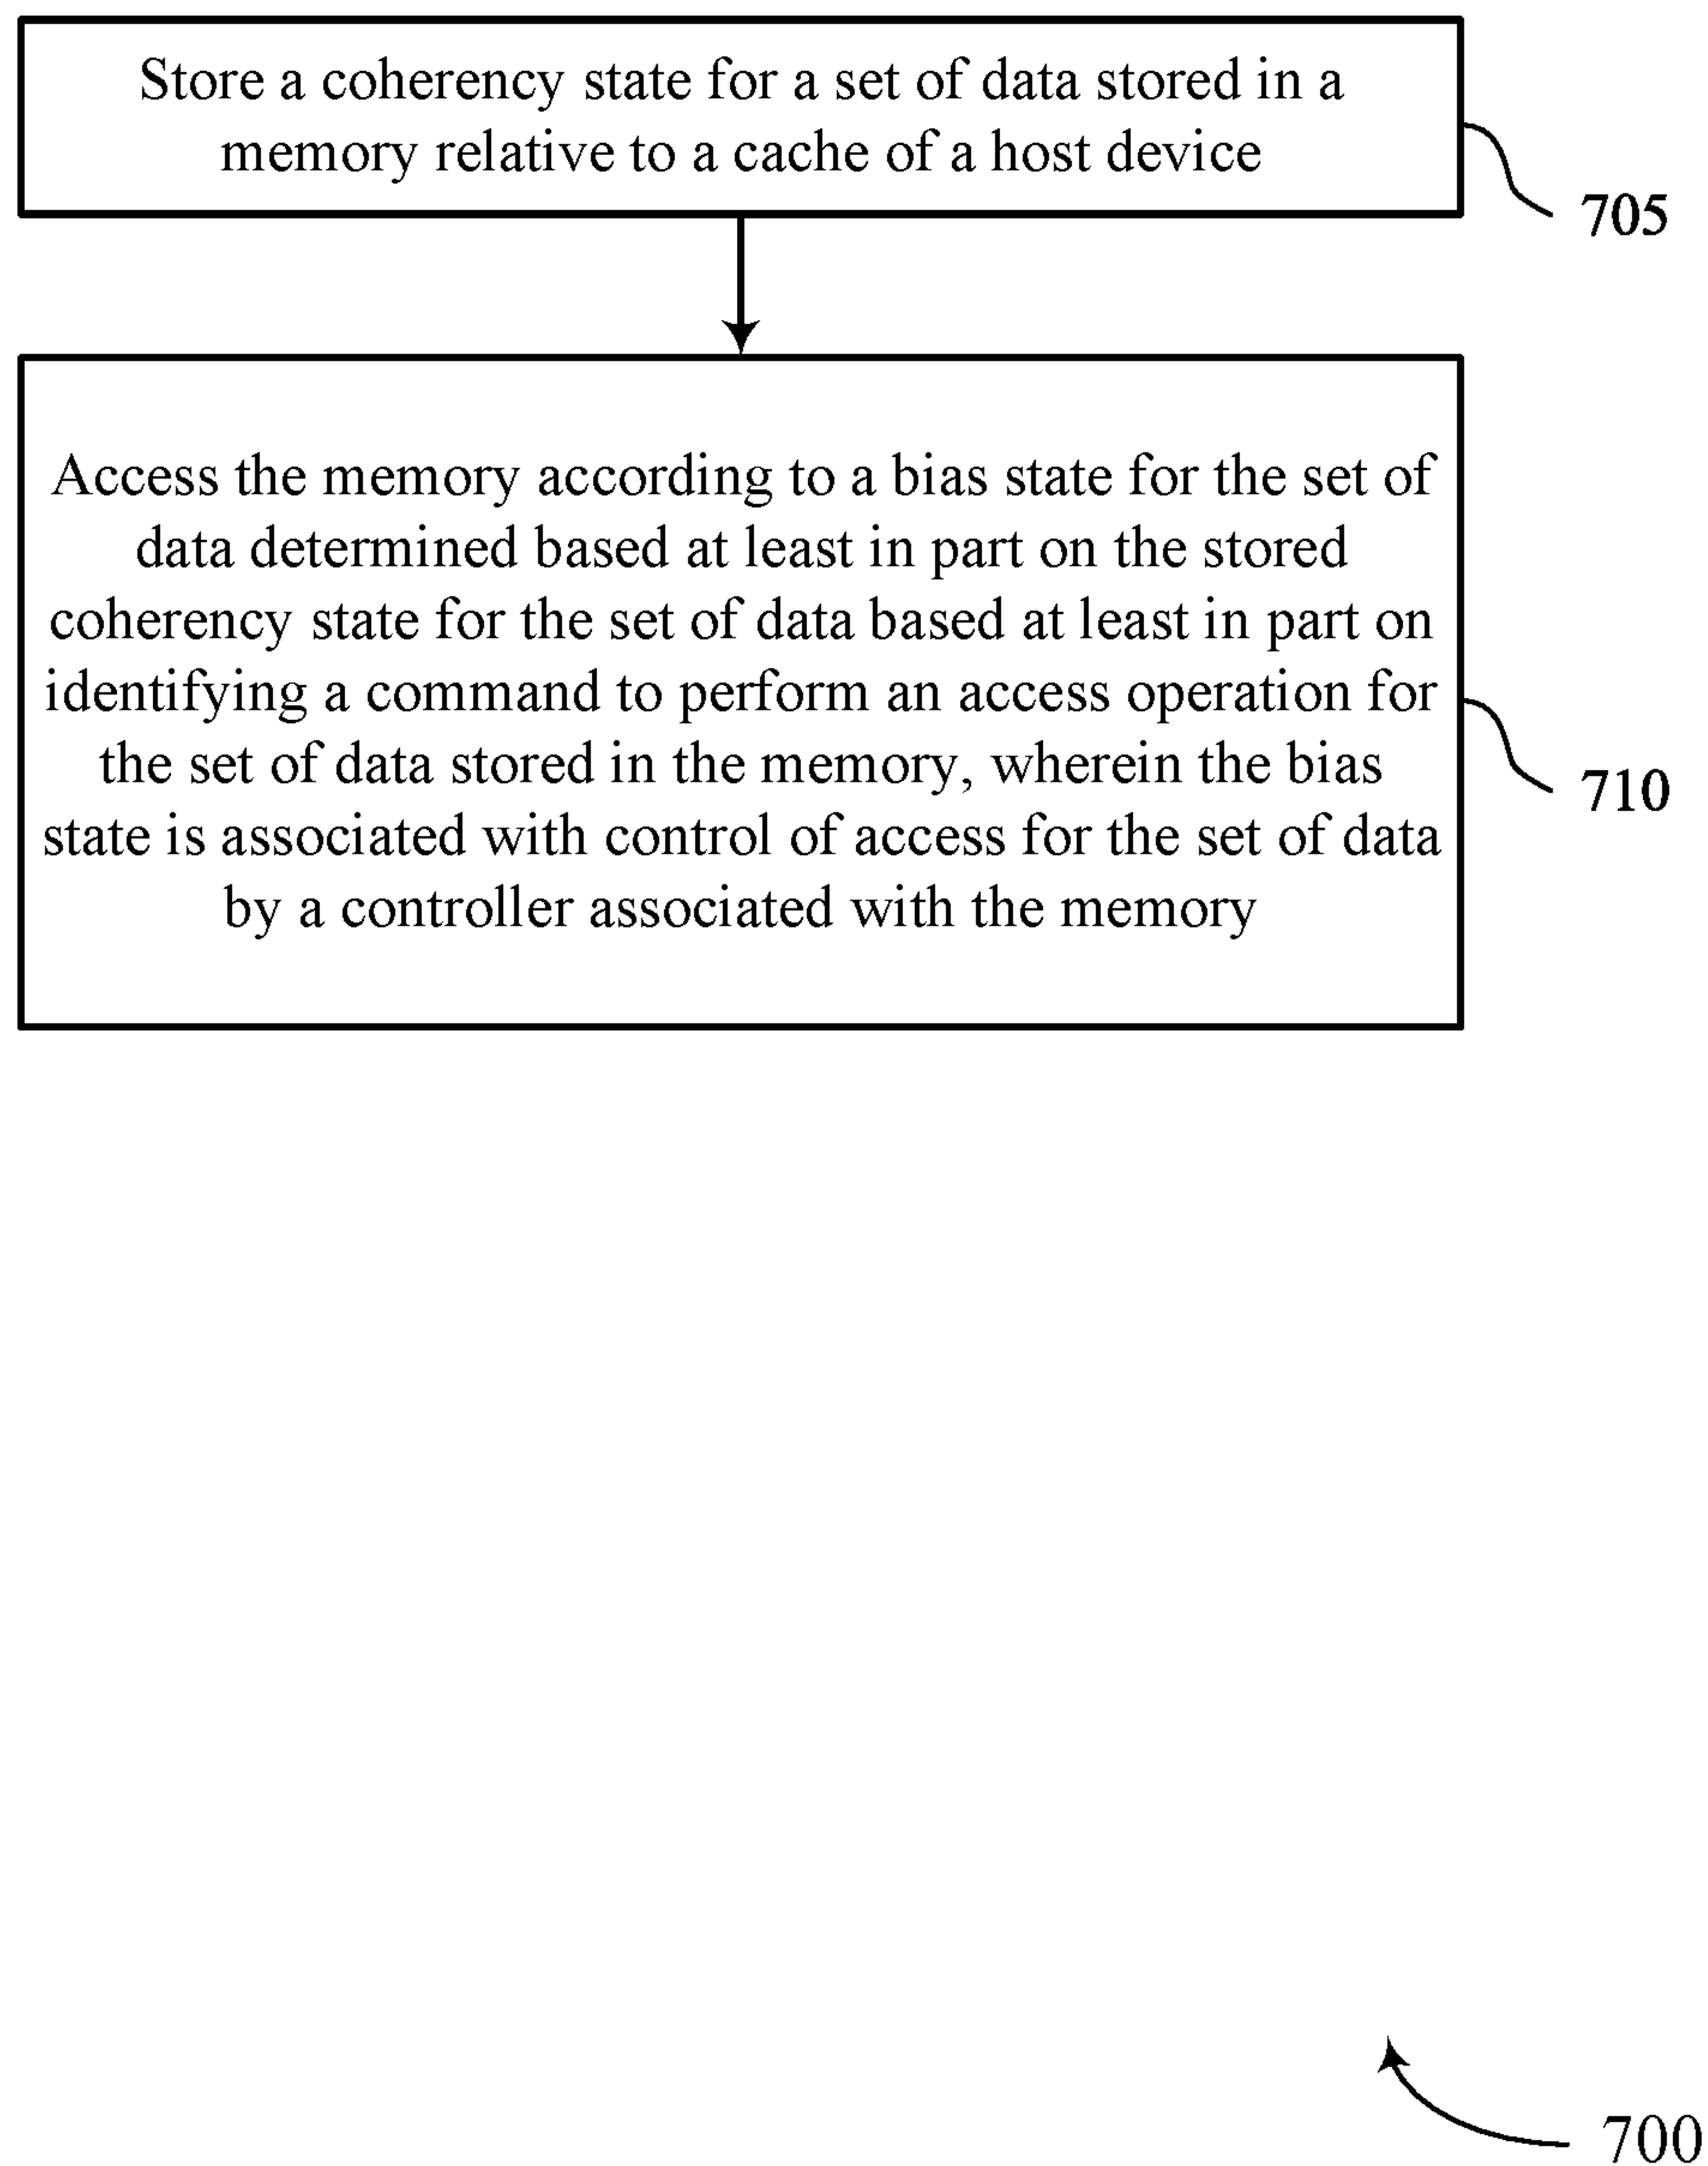 Store a coherency state for a set of data stored in a
memory relative to a cache of a host device
705
Access the memory according to a bias state for the set of
data determined based at least in part on the stored
coherency state for the set of data based at least in part on
identifying a command to perform an access operation for
the set of data stored in the memory, wherein the bias
state is associated with control of access for the set of data
by a controller associated with the memory
710
700